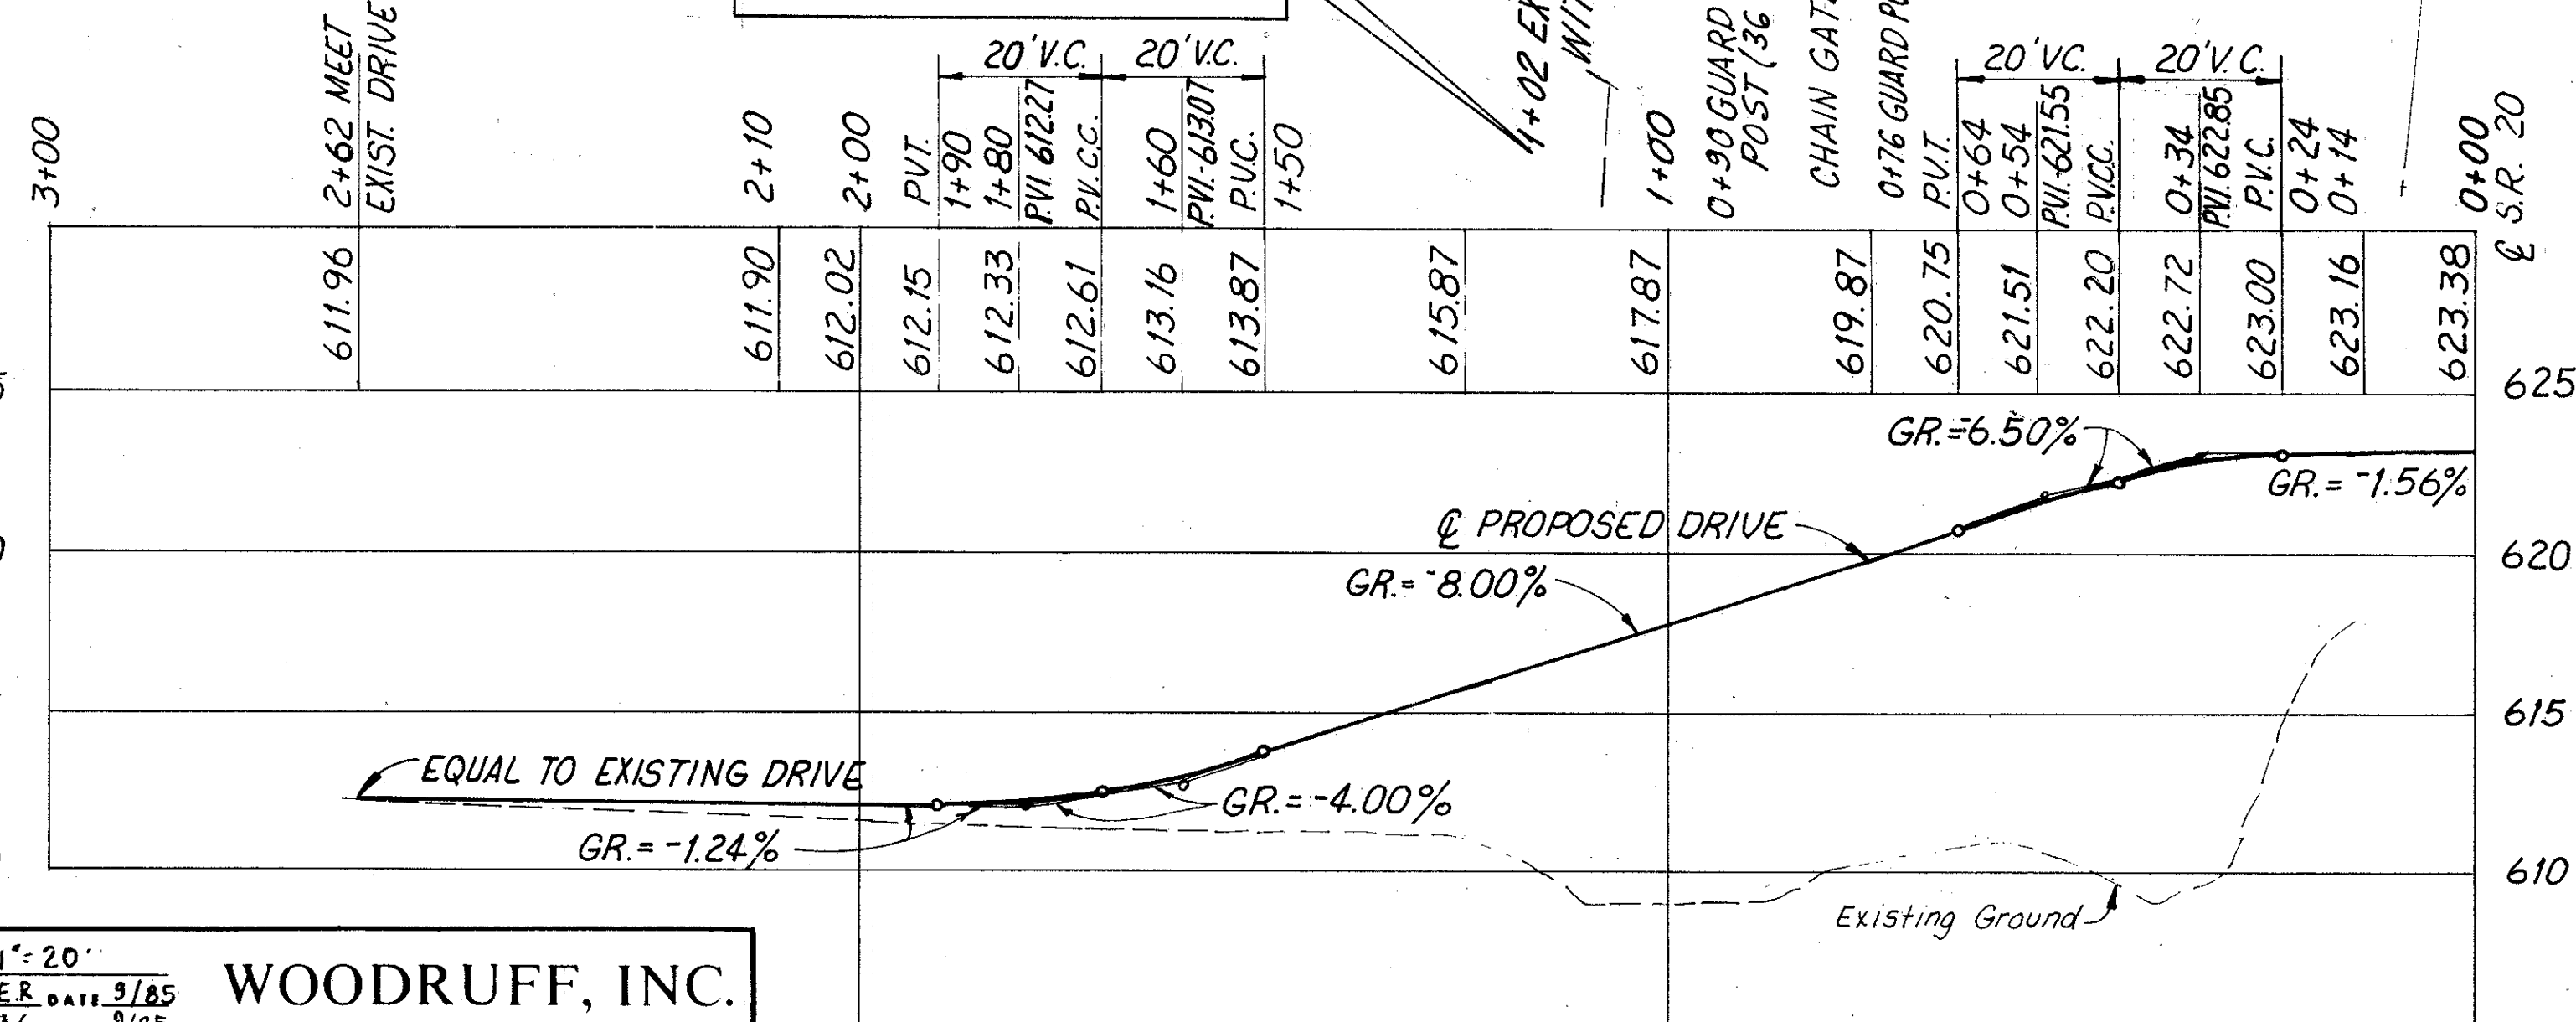 3+00
2+62 MEET
EXIST. DRIVE
2+10
2+00
20' V.C.
20' V.C.
PVT.
1+90
1+80
P.V.I. 612.27
P.V.C.C.
1+60
P.V.I.-613.07
P.V.C.
1+50
1+02
1+00
0+90 GUARD
POST (36
CHAIN
0+76 GUARD
20' VC.
20' V.C.
P.V.T.
0+64
0+54
P.V.I.-621.55
P.V.C.C.
0+34
P.V.I. 622.85
P.V.C.
0+24
0+14
0+00
℄ S.R. 20
611.96
611.90
612.02
612.15
612.33
612.61
613.16
613.87
615.87
617.87
619.87
620.75
621.51
622.20
622.72
623.00
623.16
623.38
625
GR.=-6.50%
GR.= -1.56%
℄ PROPOSED DRIVE
620
GR.= -8.00%
615
EQUAL TO EXISTING DRIVE
GR.= -4.00%
GR.= -1.24%
610
Existing Ground
1"=20'
DATE 9/85
WOODRUFF, INC.